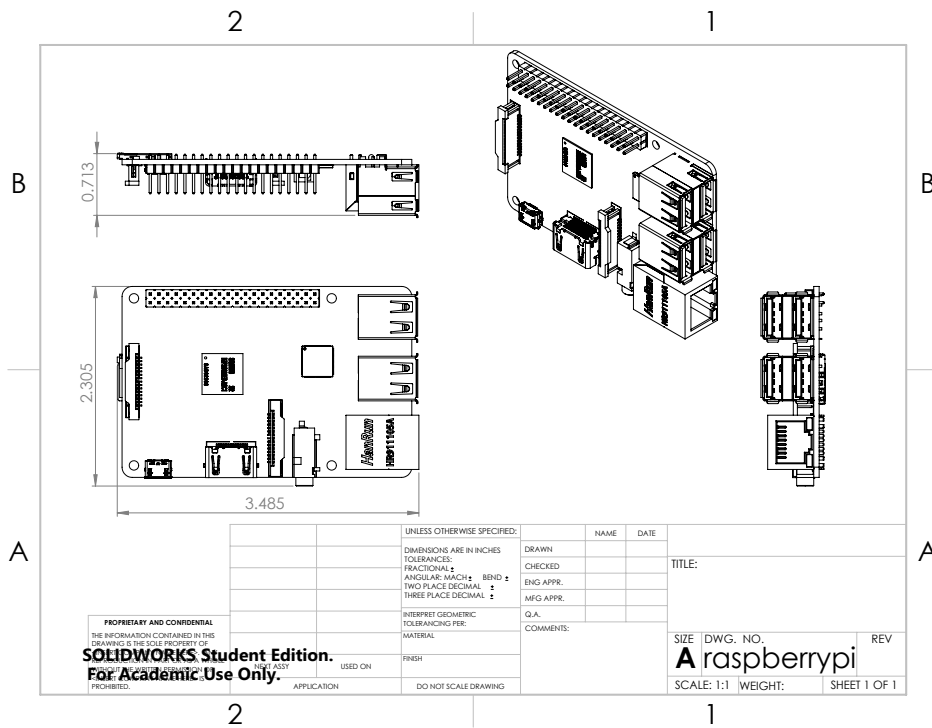 2
1
B
B
0.713
2.305
3.485
HanRun
HR911105A
HanRun
HR911105A
A
A
UNLESS OTHERWISE SPECIFIED:
DIMENSIONS ARE IN INCHES
TOLERANCES:
FRACTIONAL ±
ANGULAR: MACH ± BEND ±
TWO PLACE DECIMAL ±
THREE PLACE DECIMAL ±
INTERPRET GEOMETRIC
TOLERANCING PER:
MATERIAL
FINISH
DO NOT SCALE DRAWING
NAME DATE
DRAWN
CHECKED
ENG APPR.
MFG APPR.
Q.A.
COMMENTS:
TITLE:
SIZE DWG. NO. REV
A raspberrypi
SCALE: 1:1 WEIGHT: SHEET 1 OF 1
PROPRIETARY AND CONFIDENTIAL
THE INFORMATION CONTAINED IN THIS
DRAWING IS THE SOLE PROPERTY OF
SOLIDWORKS Student Edition.
For Academic Use Only.
PROHIBITED.
NEXT ASSY USED ON
APPLICATION
2
1